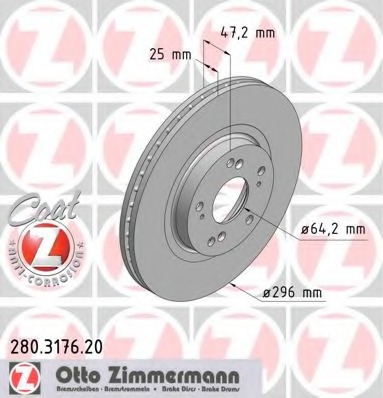 47,2 mm
25 mm
Coat
Z
ANTI-CORROSION
ø64,2 mm
ø296 mm
280.3176.20
Z
Otto Zimmermann
Bremsscheiben - Bremstrommeln • Brake Discs - Brake Drums